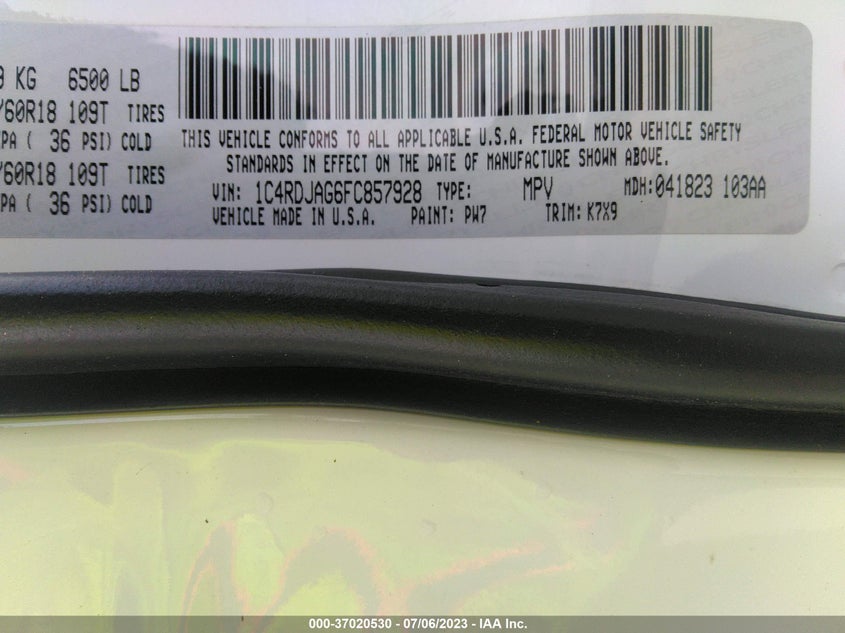 KG 6500 LB
/60R18 109T TIRES
PA ( 36 PSI) COLD
/60R18 109T TIRES
PA ( 36 PSI) COLD
THIS VEHICLE CONFORMS TO ALL APPLICABLE U.S.A. FEDERAL MOTOR VEHICLE SAFETY
STANDARDS IN EFFECT ON THE DATE OF MANUFACTURE SHOWN ABOVE.
VIN: 1C4RDJAG6FC857928 TYPE: MPV MDH:041823 103AA
VEHICLE MADE IN U.S.A. PAINT: PW7 TRIM: K7X9
000-37020530 - 07/06/2023 - IAA Inc.